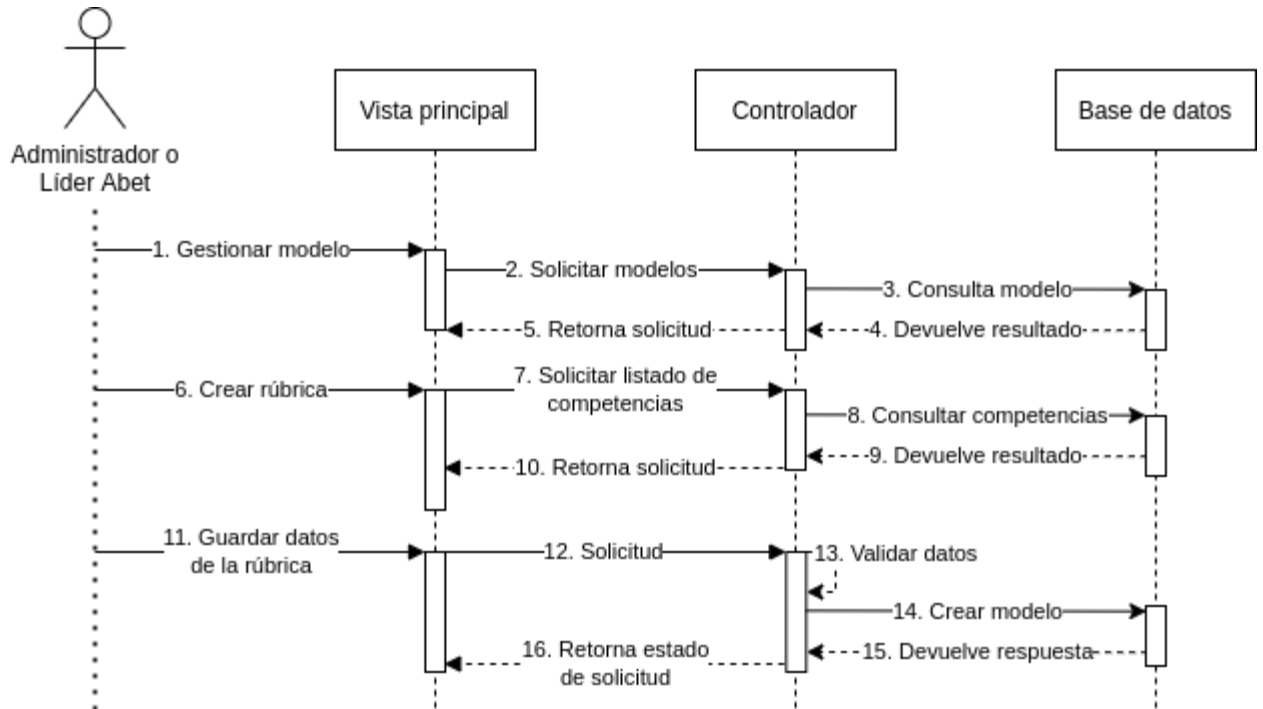 Vista principal
Controlador
Base de datos
Administrador o
Líder Abet
1. Gestionar modelo
2. Solicitar modelos
3. Consulta modelo
5. Retorna solicitud
4. Devuelve resultado
6. Crear rúbrica
7. Solicitar listado de
competencias
8. Consultar competencias
9. Devuelve resultado
10. Retorna solicitud
11. Guardar datos
de la rúbrica
12. Solicitud
13. Validar datos
14. Crear modelo
15. Devuelve respuesta
16. Retorna estado
de solicitud